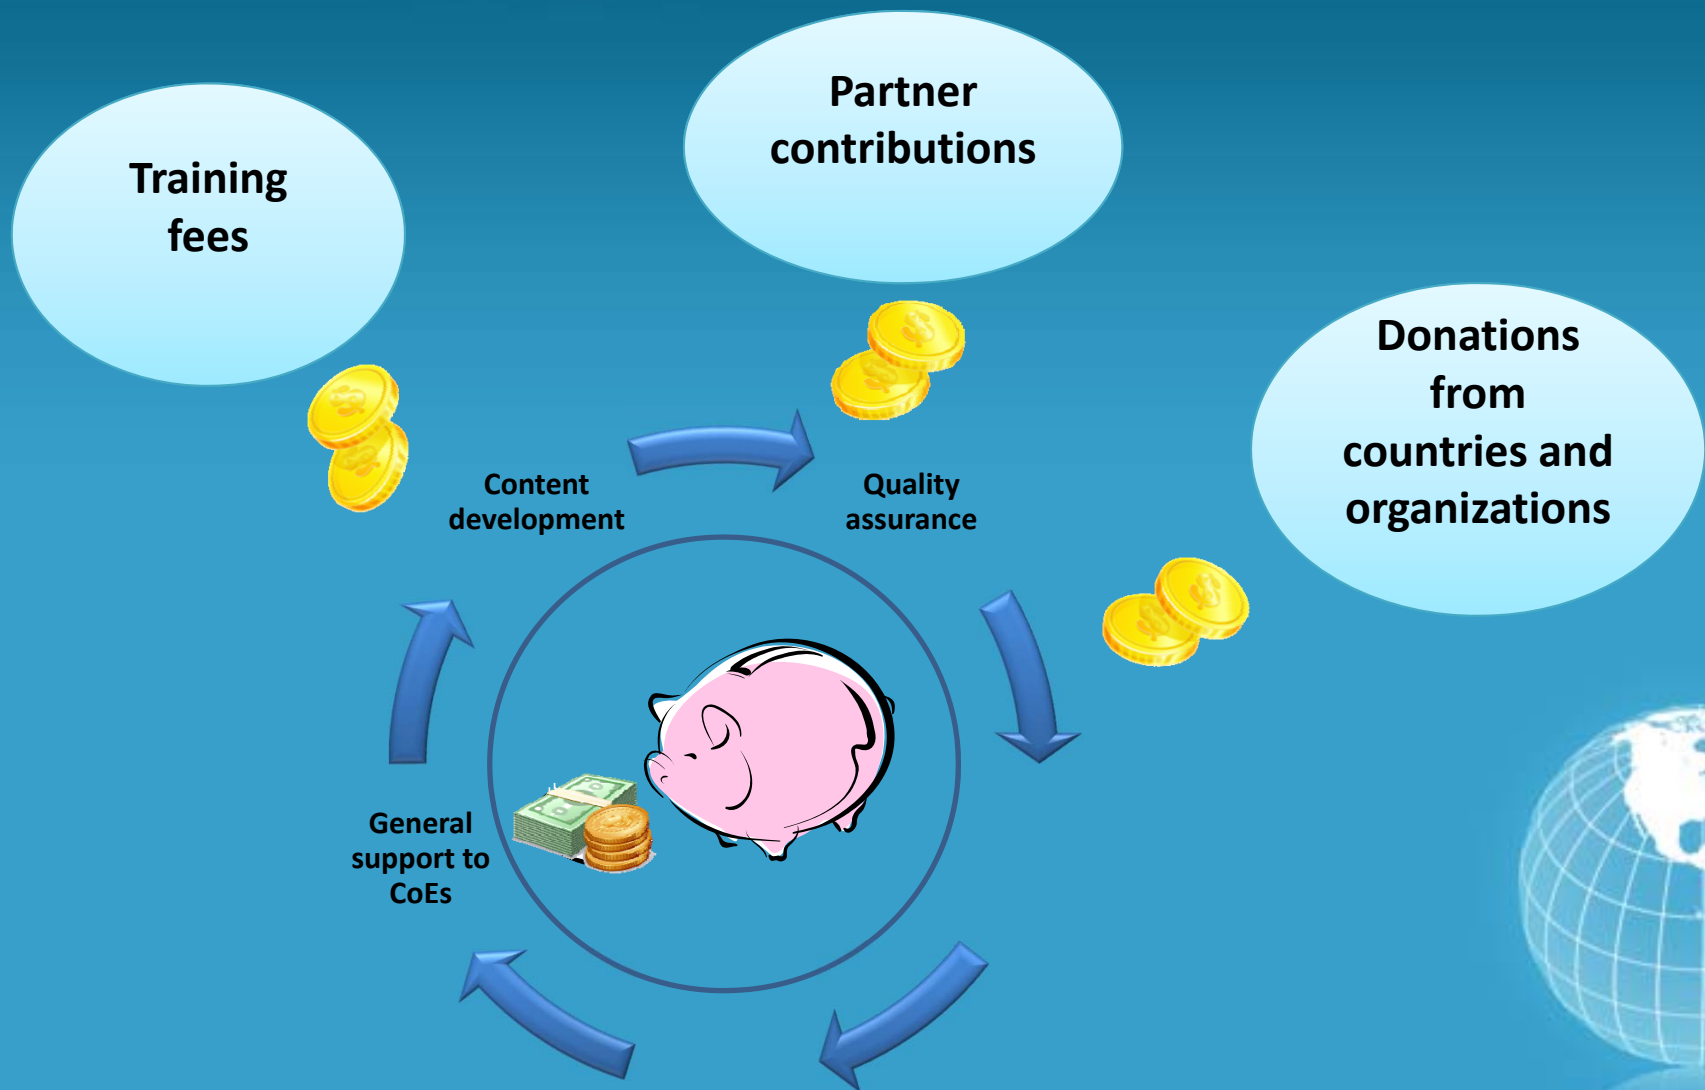 Partner
contributions
Training
fees
Donations
from
countries and
organizations
Content
development
Quality
assurance
General
support to
CoEs